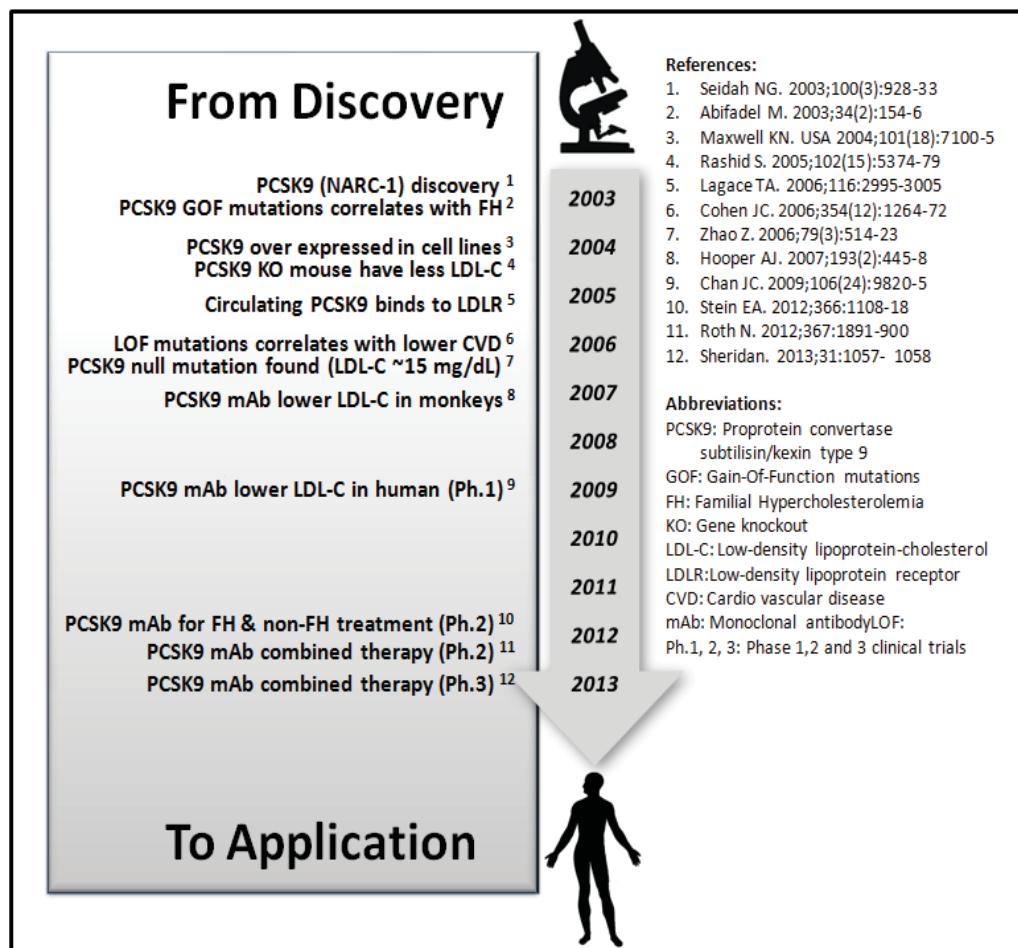 From Discovery
PCSK9 (NARC-1) discovery 1
PCSK9 GOF mutations correlates with FH 2
PCSK9 over expressed in cell lines 3
PCSK9 KO mouse have less LDL-C 4
Circulating PCSK9 binds to LDLR 5
LOF mutations correlates with lower CVD 6
PCSK9 null mutation found (LDL-C ~15 mg/dL) 7
PCSK9 mAb lower LDL-C in monkeys 8
PCSK9 mAb lower LDL-C in human (Ph.1) 9
PCSK9 mAb for FH & non-FH treatment (Ph.2) 10
PCSK9 mAb combined therapy (Ph.2) 11
PCSK9 mAb combined therapy (Ph.3) 12
To Application
2003
2004
2005
2006
2007
2008
2009
2010
2011
2012
2013
References:
1. Seidah NG. 2003;100(3):928-33
2. Abifadel M. 2003;34(2):154-6
3. Maxwell KN. USA 2004;101(18):7100-5
4. Rashid S. 2005;102(15):5374-79
5. Lagace TA. 2006;116:2995-3005
6. Cohen JC. 2006;354(12):1264-72
7. Zhao Z. 2006;79(3):514-23
8. Hooper AJ. 2007;193(2):445-8
9. Chan JC. 2009;106(24):9820-5
10. Stein EA. 2012;366:1108-18
11. Roth N. 2012;367:1891-900
12. Sheridan. 2013;31:1057- 1058
Abbreviations:
PCSK9: Proprotein convertase
subtilisin/kexin type 9
GOF: Gain-Of-Function mutations
FH: Familial Hypercholesterolemia
KO: Gene knockout
LDL-C: Low-density lipoprotein-cholesterol
LDLR:Low-density lipoprotein receptor
CVD: Cardio vascular disease
mAb: Monoclonal antibodyLOF:
Ph.1, 2, 3: Phase 1,2 and 3 clinical trials